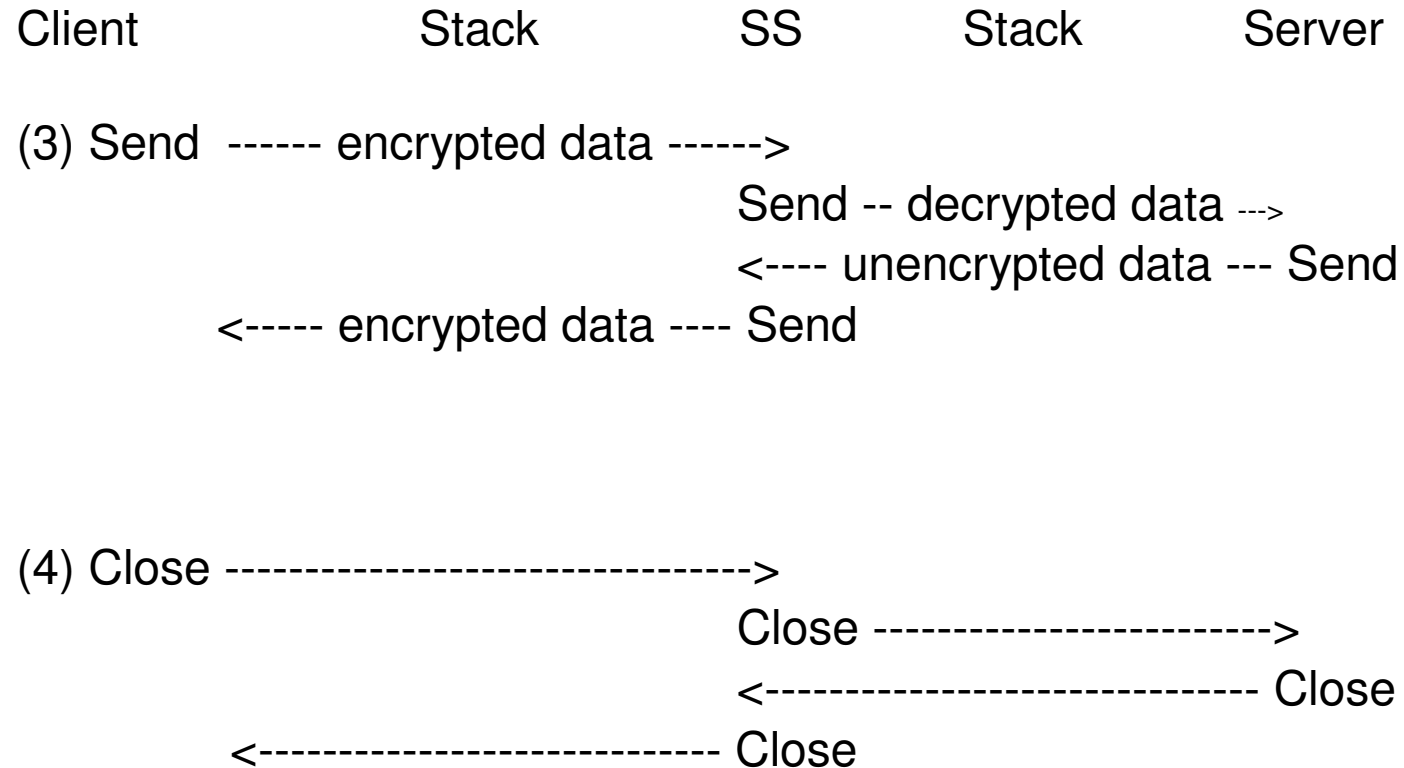 Client Stack SS Stack Server
(3) Send ------ encrypted data ------>
Send -- decrypted data --->
<---- unencrypted data --- Send
<----- encrypted data ---- Send
(4) Close --------------------------------->
Close ------------------------->
<------------------------------- Close
<----------------------------- Close